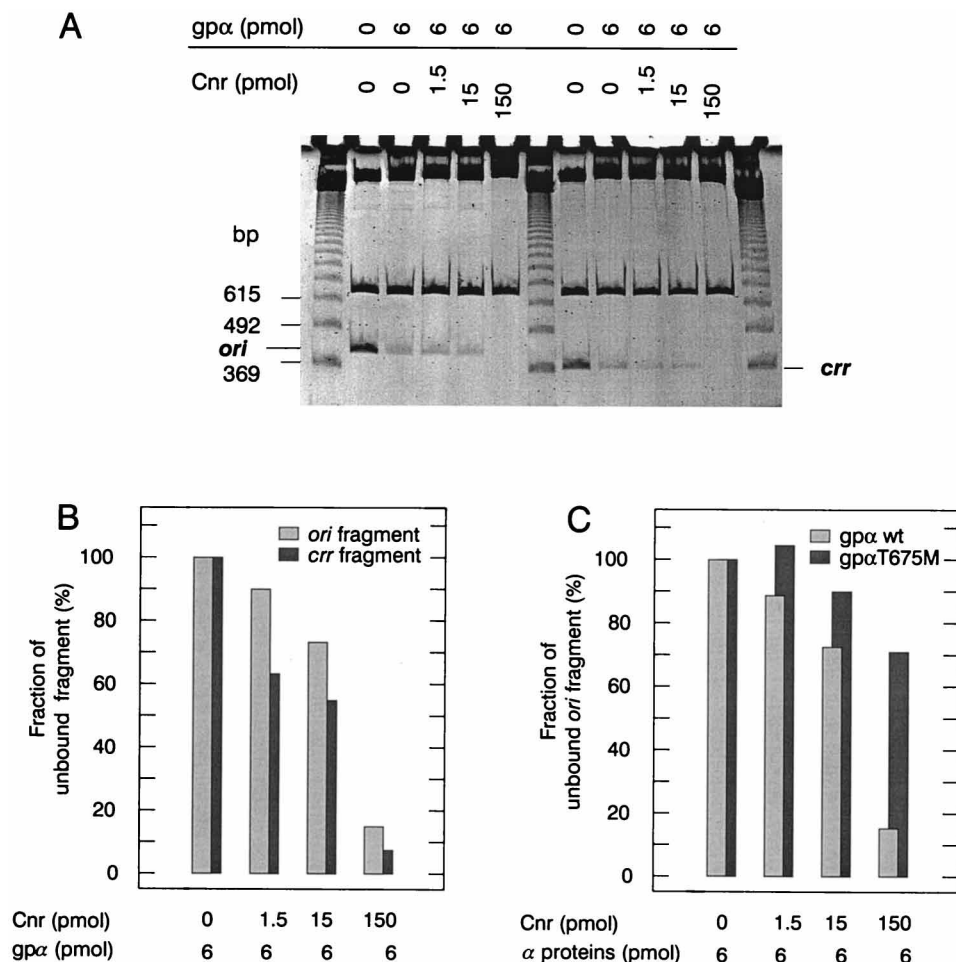 A
gpα (pmol) 0 6 6 6 6 0 6 6 6 6
Cnr (pmol) 0 0 1.5 15 150 0 0 1.5 15 150
bp
615
492
ori
369
crr
B
ori fragment
crr fragment
Fraction of
unbound fragment (%)
100
80
60
40
20
0
Cnr (pmol) 0 1.5 15 150
gpα (pmol) 6 6 6 6
C
gpα wt
gpαT675M
Fraction of
unbound ori fragment (%)
100
80
60
40
20
0
Cnr (pmol) 0 1.5 15 150
α proteins (pmol) 6 6 6 6